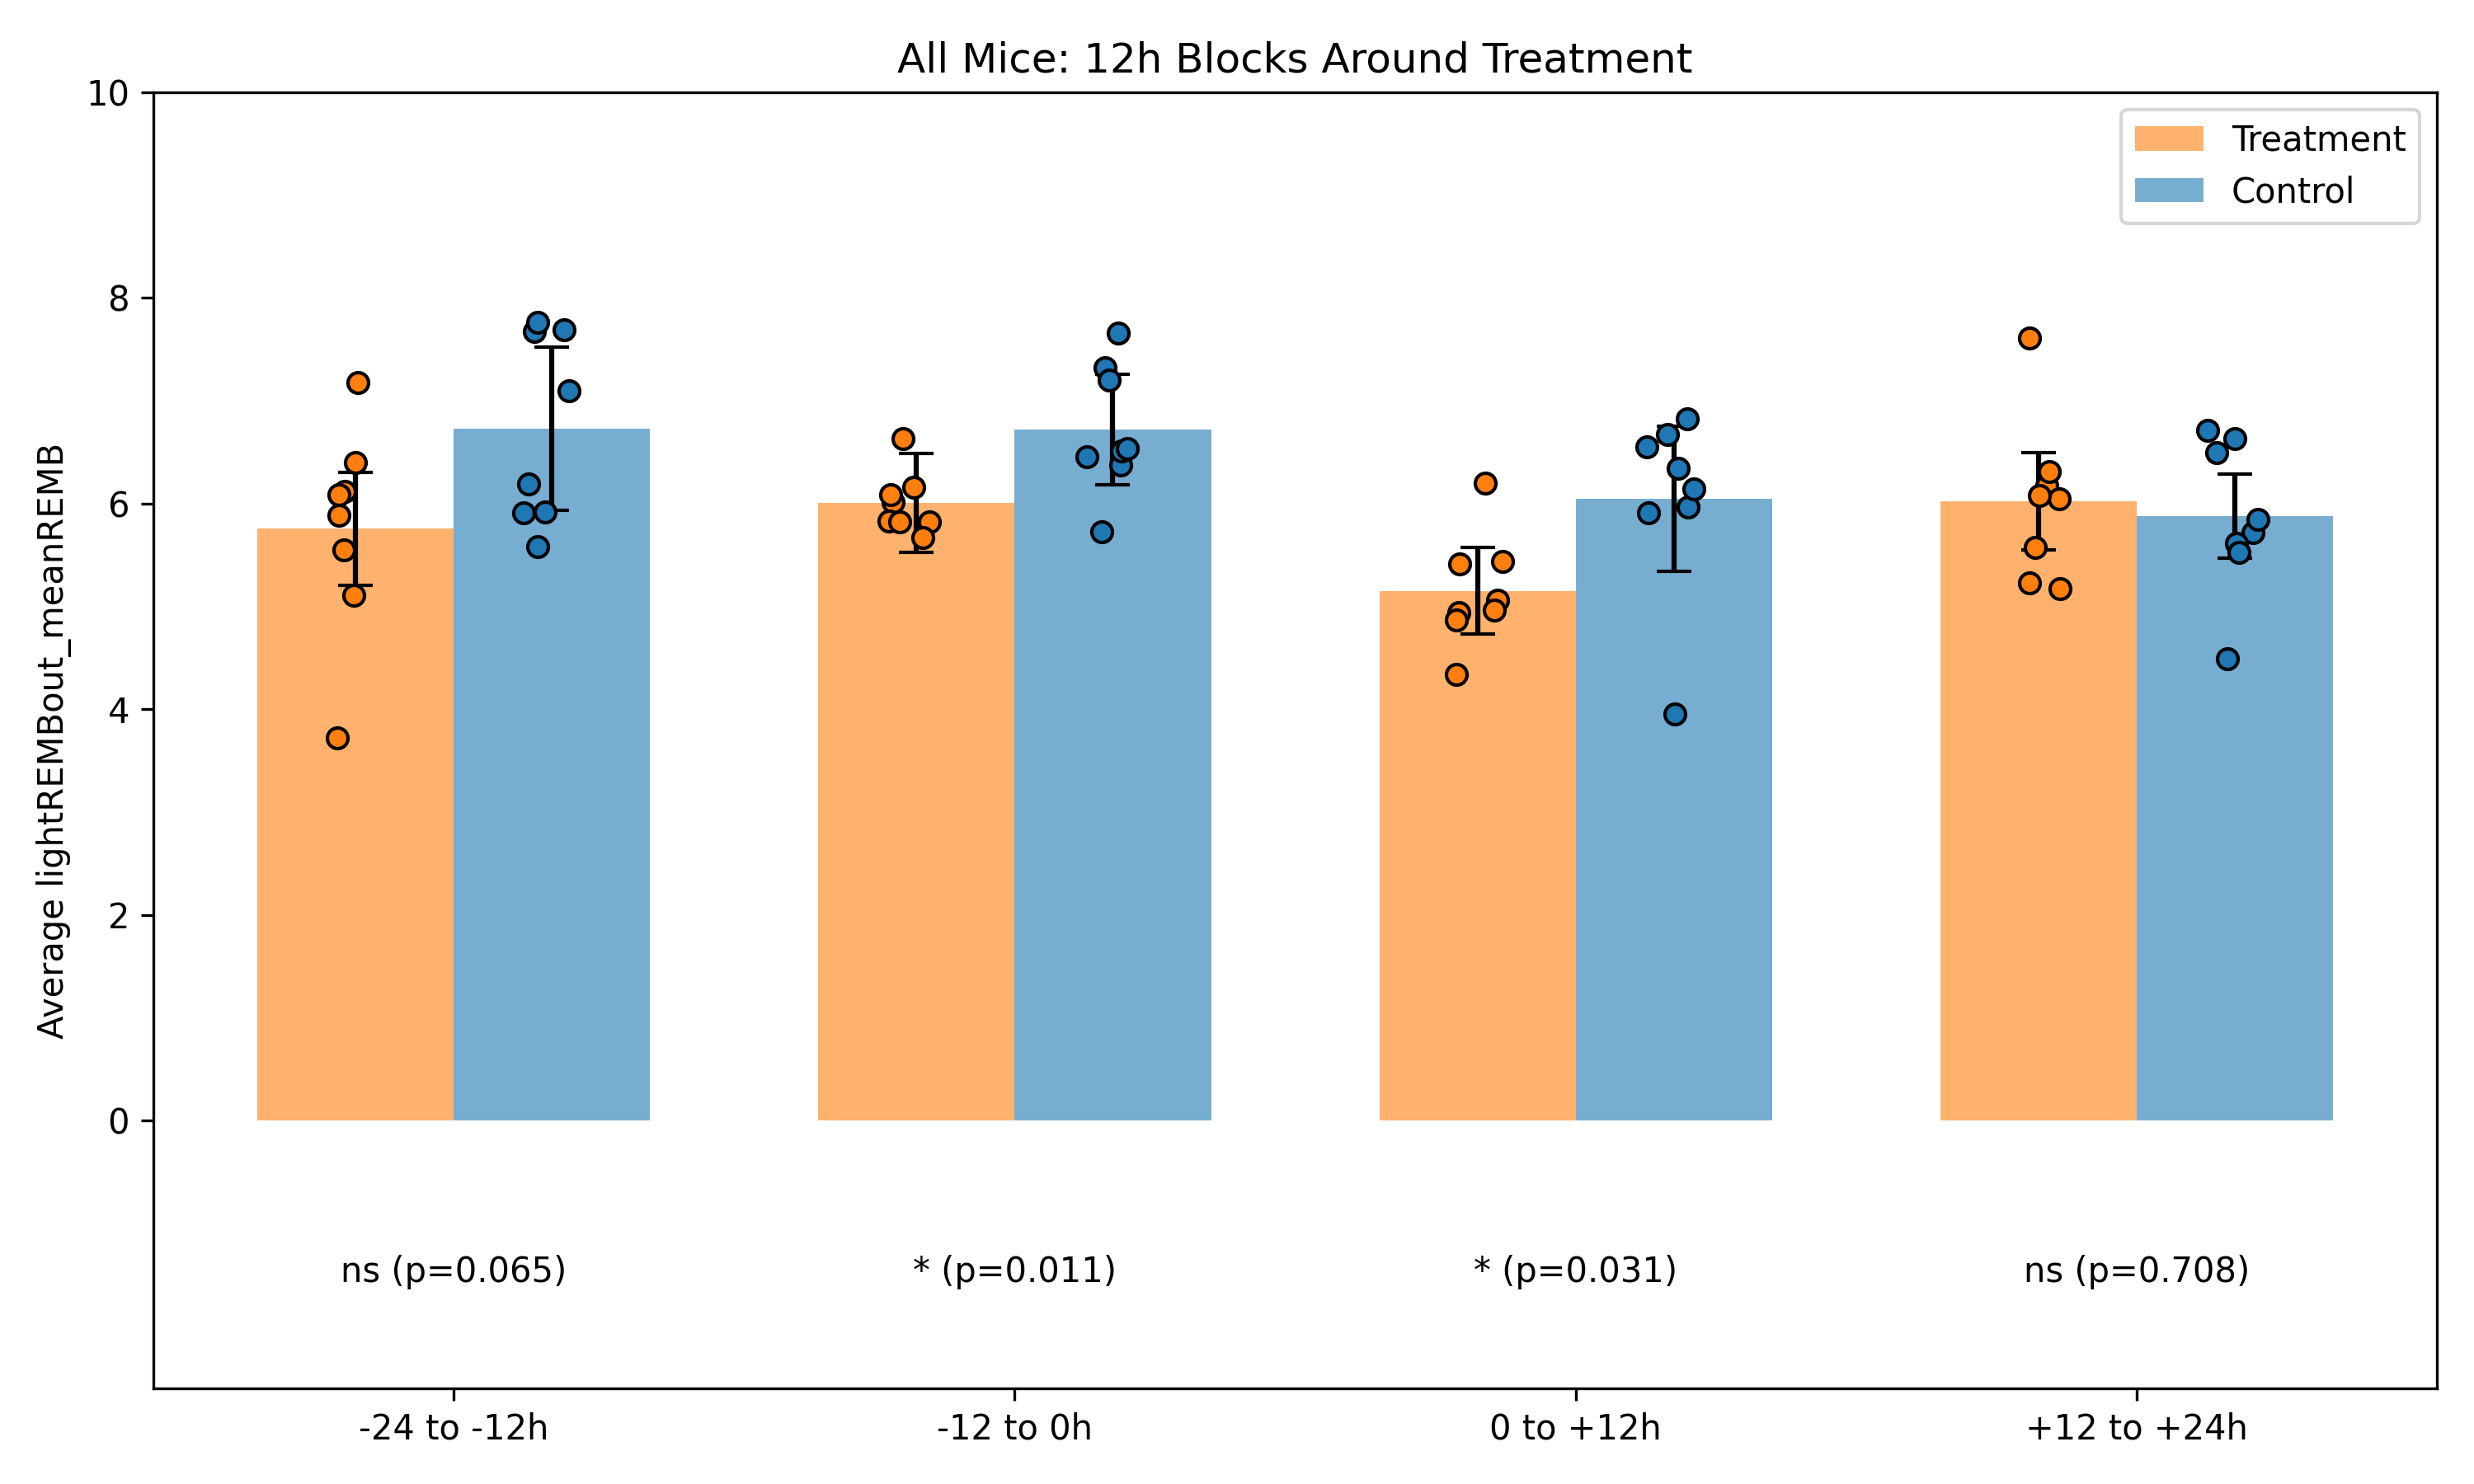 All Mice: 12h Blocks Around Treatment
Treatment
Control
Average lightREMBout_meanREMB
10
8
6
4
2
0
ns (p=0.065)
* (p=0.011)
* (p=0.031)
ns (p=0.708)
-24 to -12h
-12 to 0h
0 to +12h
+12 to +24h